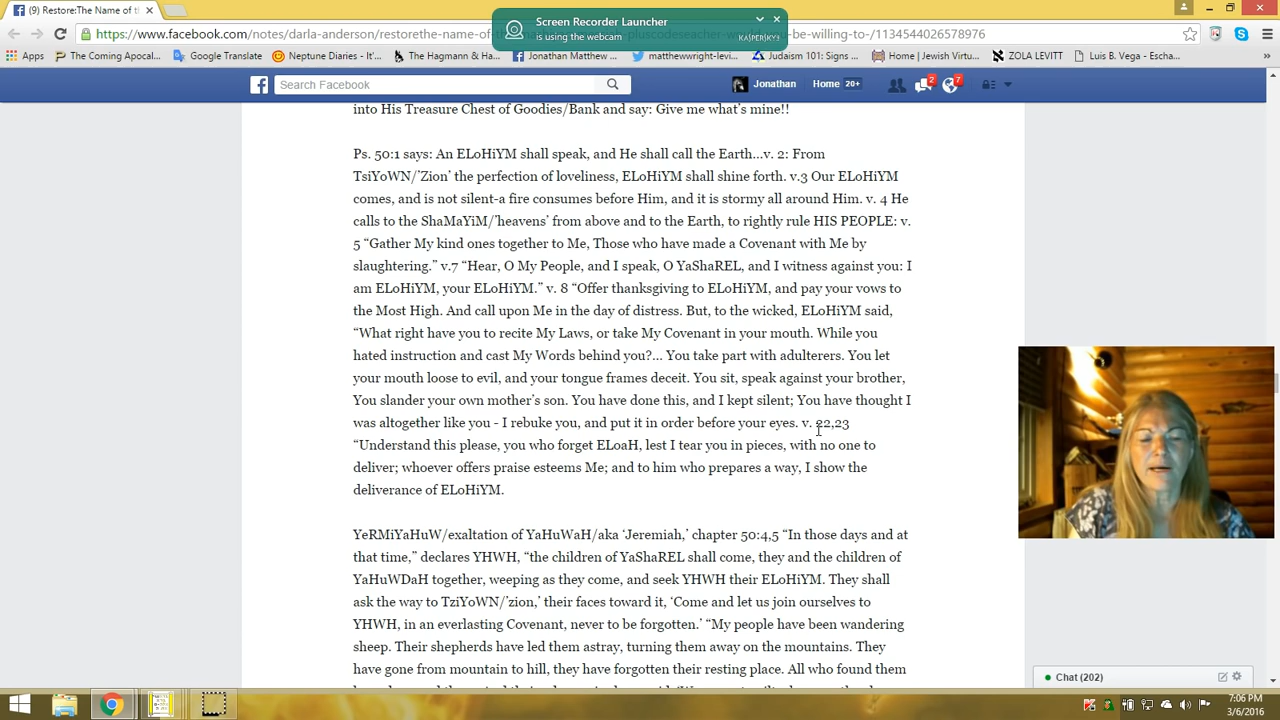 Restore:The Name of th
Screen Recorder Launcher
is using the webcam
KASPERSKY
https://www.facebook.com/notes/darla-anderson/restorethe-name-of-
-pluscodeseacher-wou
you-be-willing-to-/1134544026578976
Apps
The Coming Apocal...
Google Translate
Neptune Diaries - It'...
The Hagmann & Ha...
Jonathan Matthew...
matthewwright-levi...
Judaism 101: Assign...
Home | Jewish Virtu...
ZOLA LEVITT
Luis B. Vega - Escha...
Search Facebook
Jonathan
Home 20+
2
7
into His Treasure Chest of Goodies/Bank and say: Give me what's mine!!
Ps. 50:1 says: An ELoHiYM shall speak, and He shall call the Earth…v. 2: From
TsiYoWN/'Zion' the perfection of loveliness, ELoHiYM shall shine forth. v.3 Our ELoHiYM
comes, and is not silent-a fire consumes before Him, and it is stormy all around Him. v. 4 He
calls to the ShaMaYiM/'heavens' from above and to the Earth, to rightly rule HIS PEOPLE: v.
5 “Gather My kind ones together to Me, Those who have made a Covenant with Me by
slaughtering.” v.7 “Hear, O My People, and I speak, O YaShaREL, and I witness against you: I
am ELoHiYM, your ELoHiYM.” v. 8 “Offer thanksgiving to ELoHiYM, and pay your vows to
the Most High. And call upon Me in the day of distress. But, to the wicked, ELoHiYM said,
“What right have you to recite My Laws, or take My Covenant in your mouth. While you
hated instruction and cast My Words behind you?… You take part with adulterers. You let
your mouth loose to evil, and your tongue frames deceit. You sit, speak against your brother,
You slander your own mother's son. You have done this, and I kept silent; You have thought I
was altogether like you - I rebuke you, and put it in order before your eyes. v. 22,23
“Understand this please, you who forget ELoaH, lest I tear you in pieces, with no one to
deliver; whoever offers praise esteems Me; and to him who prepares a way, I show the
deliverance of ELoHiYM.
YeRMiYaHuW/exaltation of YaHuWaH/aka ‘Jeremiah,’ chapter 50:4,5 “In those days and at
that time,” declares YHWH, “the children of YaShaREL shall come, they and the children of
YaHuWDaH together, weeping as they come, and seek YHWH their ELoHiYM. They shall
ask the way to TziYoWN/’zion,’ their faces toward it, ‘Come and let us join ourselves to
YHWH, in an everlasting Covenant, never to be forgotten.’ “My people have been wandering
sheep. Their shepherds have led them astray, turning them away on the mountains. They
have gone from mountain to hill, they have forgotten their resting place. All who found them
Chat (202)
7:06 PM
3/6/2016